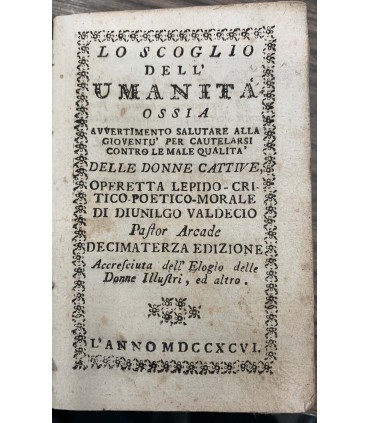 LO SCOGLIO
DELL'
UMANITÀ
OSSIA
AVVERTIMENTO SALUTARE ALLA
GIOVENTU' PER CAUTELARSI
CONTRO LE MALE QUALITA'
DELLE DONNE CATTIVE,
OPERETTA LEPIDO-CRI-
TICO-POETICO-MORALE
DI DIUNILGO VALDECIO
Paſtor Arcade
DECIMATERZA EDIZIONE
Accreſciuta dell' Elogio delle
Donne Illuſtri, ed altro.
L'ANNO MDCCXCVI.